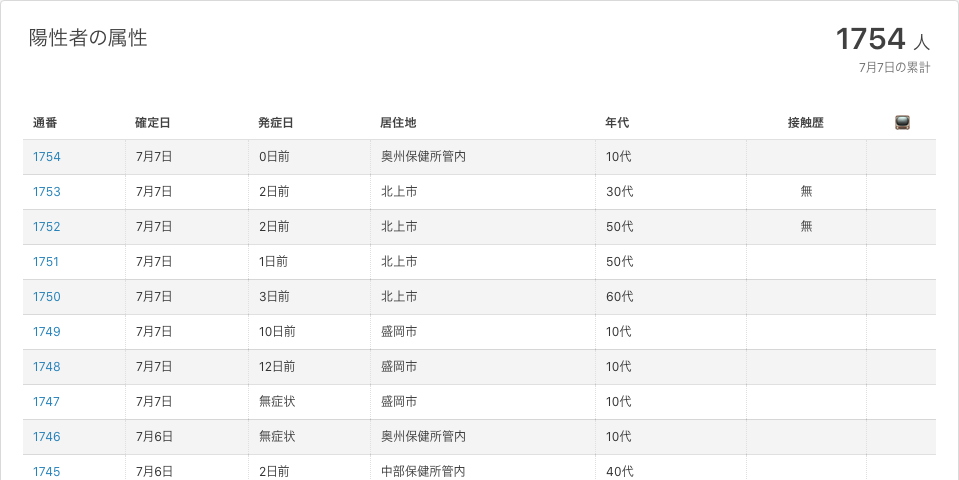 陽性者の属性
1754 人
7月7日の累計
通番 確定日 発症日 居住地 年代 接触歴
1754 7月7日 0日前 奥州保健所管内 10代
1753 7月7日 2日前 北上市 30代 無
1752 7月7日 2日前 北上市 50代 無
1751 7月7日 1日前 北上市 50代
1750 7月7日 3日前 北上市 60代
1749 7月7日 10日前 盛岡市 10代
1748 7月7日 12日前 盛岡市 10代
1747 7月7日 無症状 盛岡市 10代
1746 7月6日 無症状 奥州保健所管内 10代
1745 7月6日 2日前 中部保健所管内 40代